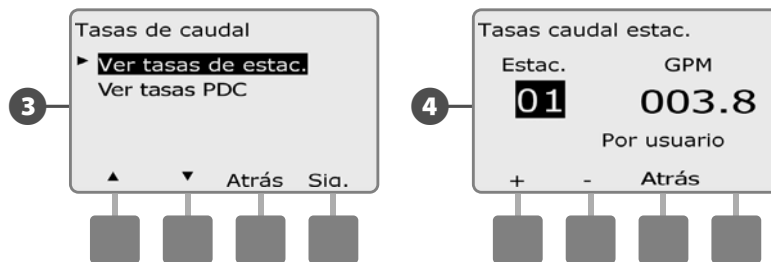 Tasas de caudal
► Ver tasas de estac.
Ver tasas PDC
▲ ▼ Atrás Sig.
3
Tasas caudal estac.
Estac. GPM
01 003.8
Por usuario
+ - Atrás
4